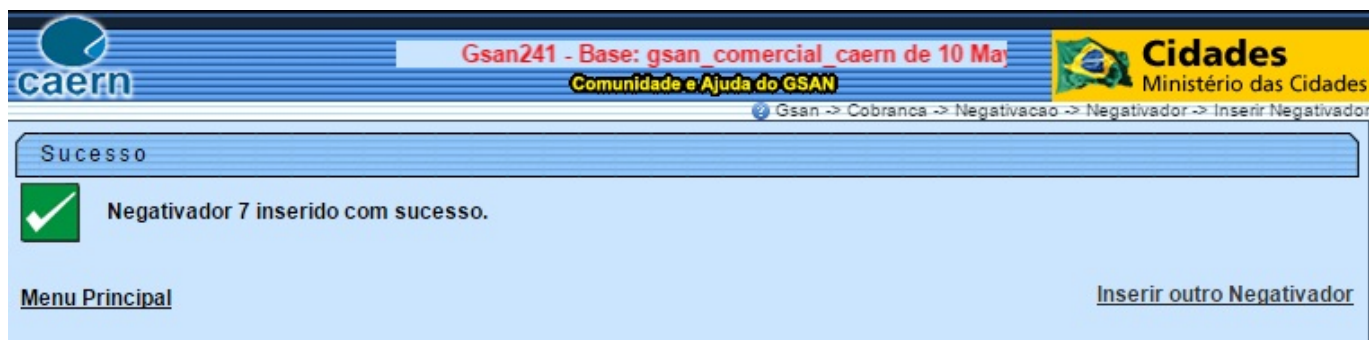 caern
Gsan241 - Base: gsan_comercial_caern de 10 May
Comunidade e Ajuda do GSAN
Cidades
Ministério das Cidades
Gsan -> Cobranca -> Negativacao -> Negativador -> Inserir Negativador
Sucesso
Negativador 7 inserido com sucesso.
Menu Principal
Inserir outro Negativador